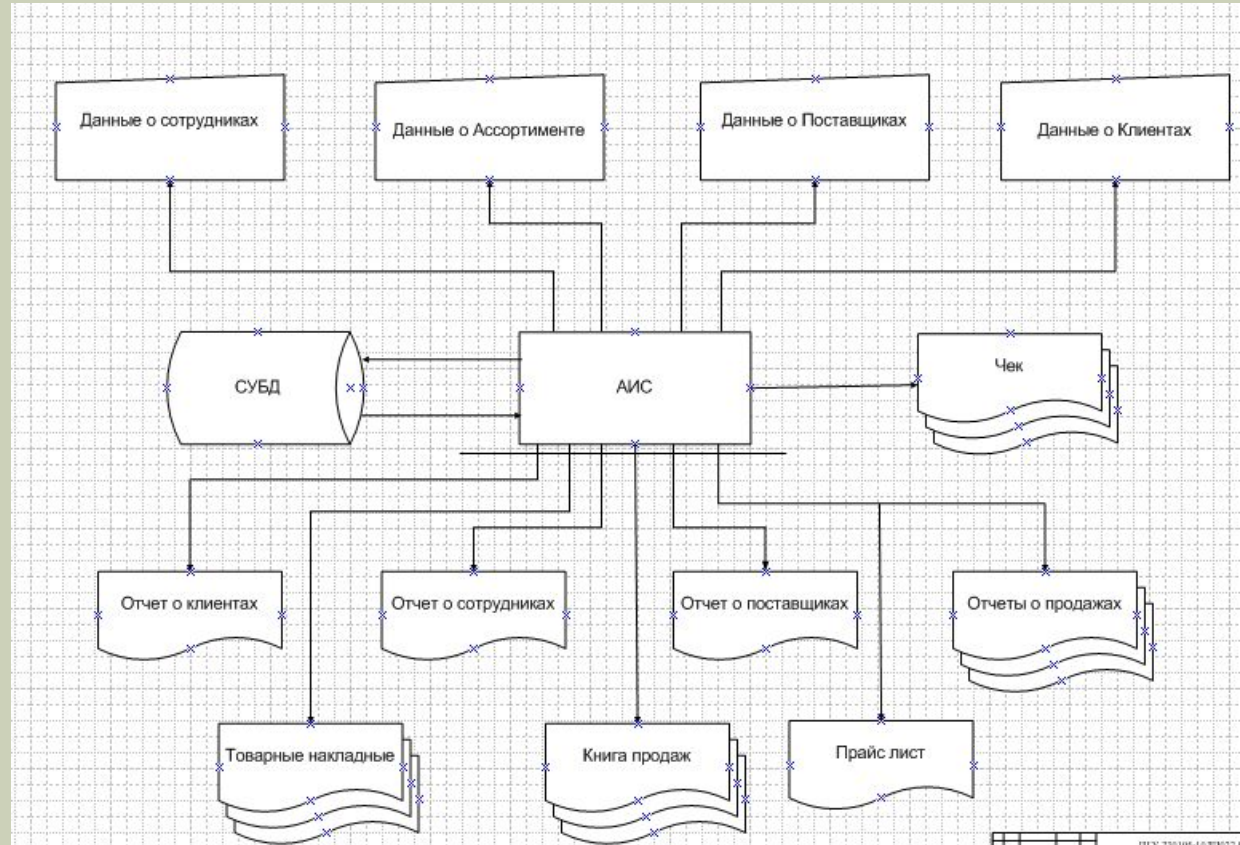 Данные о сотрудниках
Данные о Ассортименте
Данные о Поставщиках
Данные о Клиентах
СУБД
АИС
Чек
Отчет о клиентах
Отчет о сотрудниках
Отчет о поставщиках
Отчеты о продажах
Товарные накладные
Книга продаж
Прайс лист